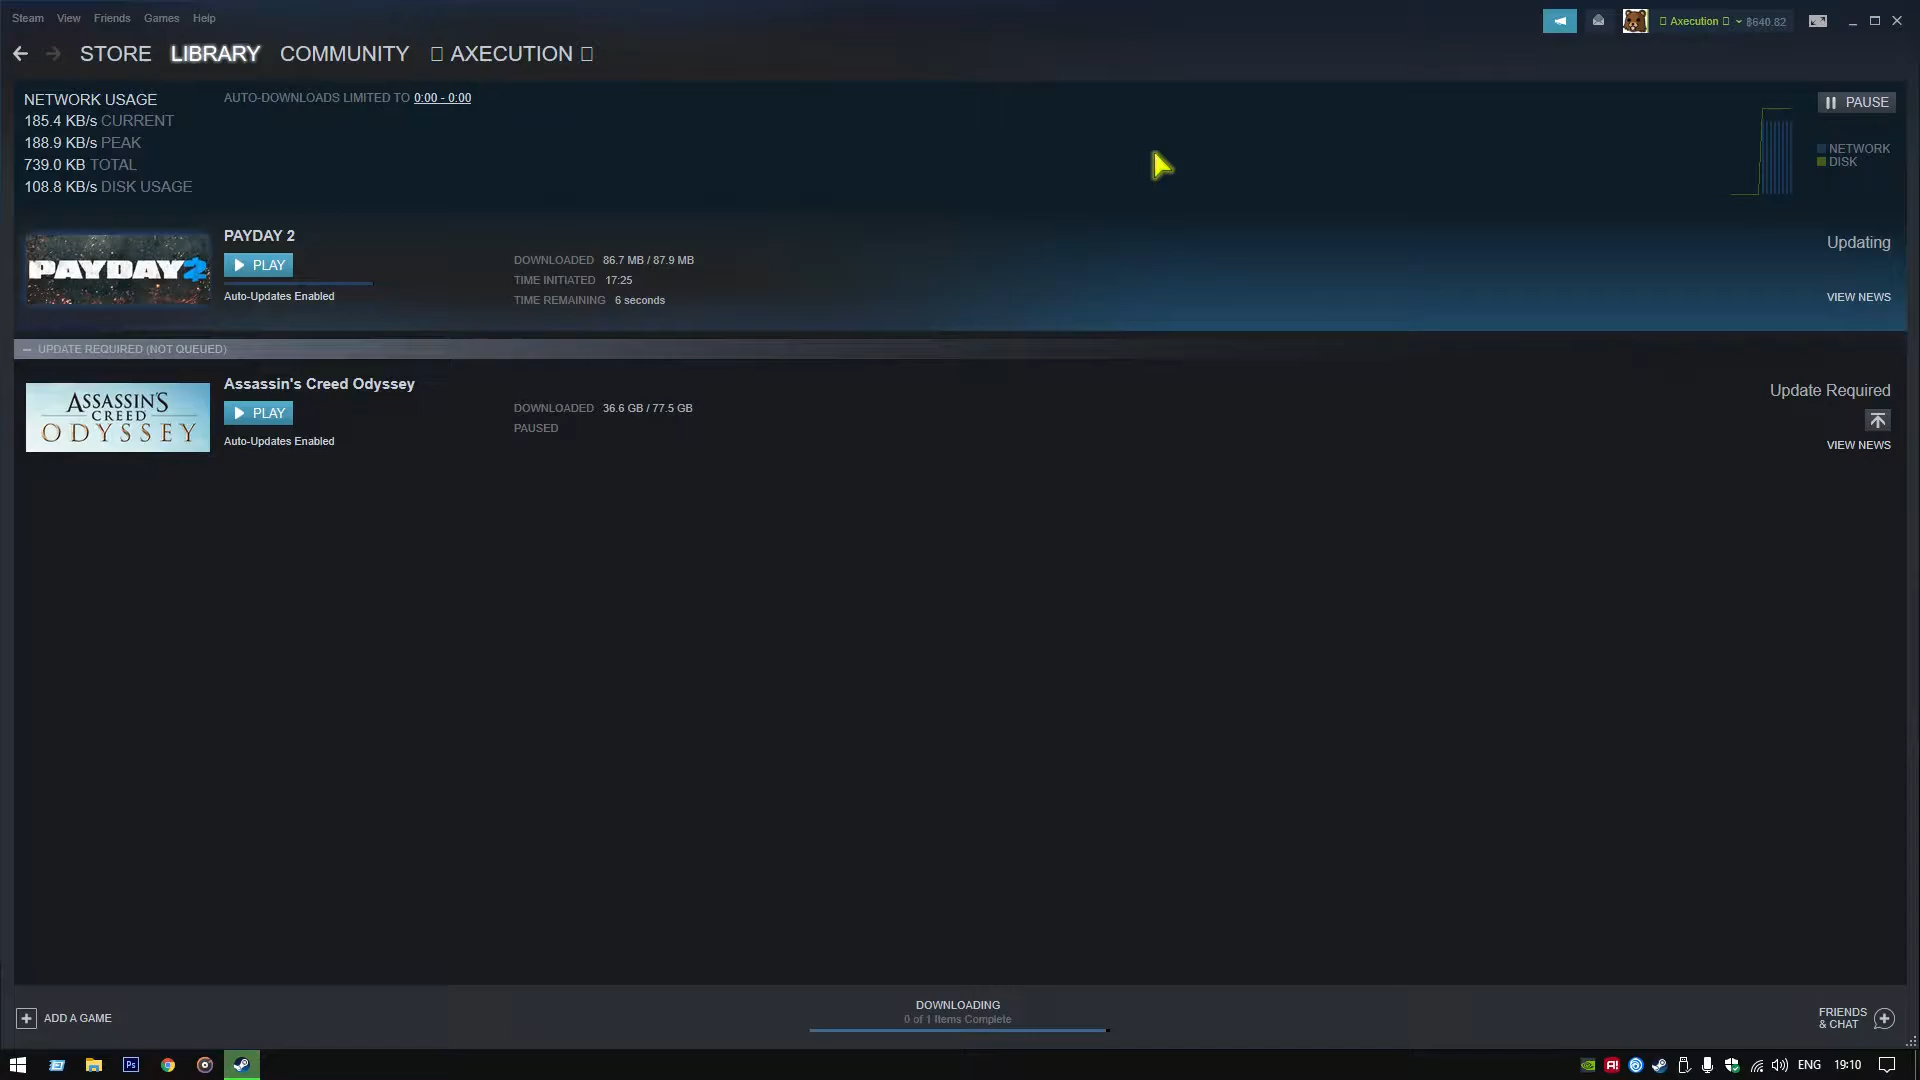 Steam View Friends Games Help
Axecution ฿640.82
STORE LIBRARY COMMUNITY AXECUTION
NETWORK USAGE
AUTO-DOWNLOADS LIMITED TO 0:00 - 0:00
PAUSE
185.4 KB/s CURRENT
188.9 KB/s PEAK
739.0 KB TOTAL
108.8 KB/s DISK USAGE
NETWORK
DISK
PAYDAY 2
PAYDAY 2
PLAY
Auto-Updates Enabled
DOWNLOADED 86.7 MB / 87.9 MB
TIME INITIATED 17:25
TIME REMAINING 6 seconds
Updating
VIEW NEWS
UPDATE REQUIRED (NOT QUEUED)
ASSASSIN'S
CREED
ODYSSEY
Assassin's Creed Odyssey
PLAY
Auto-Updates Enabled
DOWNLOADED 36.6 GB / 77.5 GB
PAUSED
Update Required
VIEW NEWS
ADD A GAME
DOWNLOADING
0 of 1 Items Complete
FRIENDS
& CHAT
Ps
A!
ENG 19:10